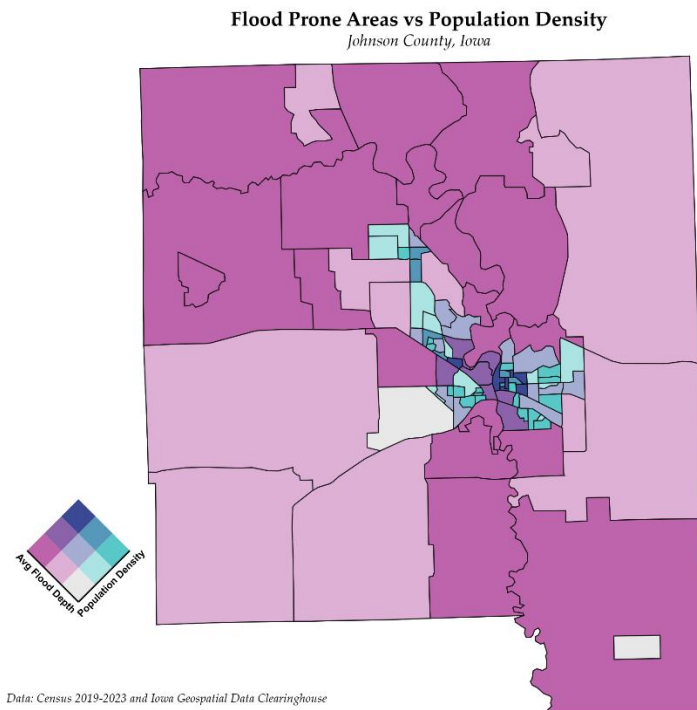 Flood Prone Areas vs Population Density
Johnson County, Iowa
Avg Flood Depth
Population Density
Data: Census 2019-2023 and Iowa Geospatial Data Clearinghouse